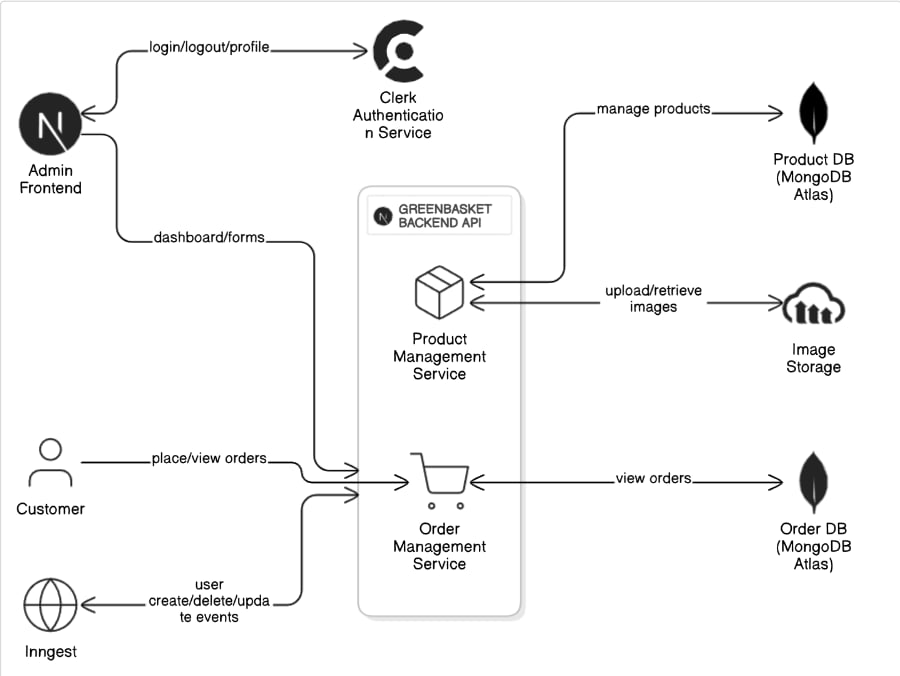 login/logout/profile
Clerk
Authenticatio
n Service
N
Admin
Frontend
manage products
Product DB
(MongoDB
Atlas)
N
GREENBASKET
BACKEND API
dashboard/forms
upload/retrieve
images
Product
Management
Service
Image
Storage
place/view orders
Customer
view orders
Order
Management
Service
Order DB
(MongoDB
Atlas)
user
create/delete/upda
te events
Inngest